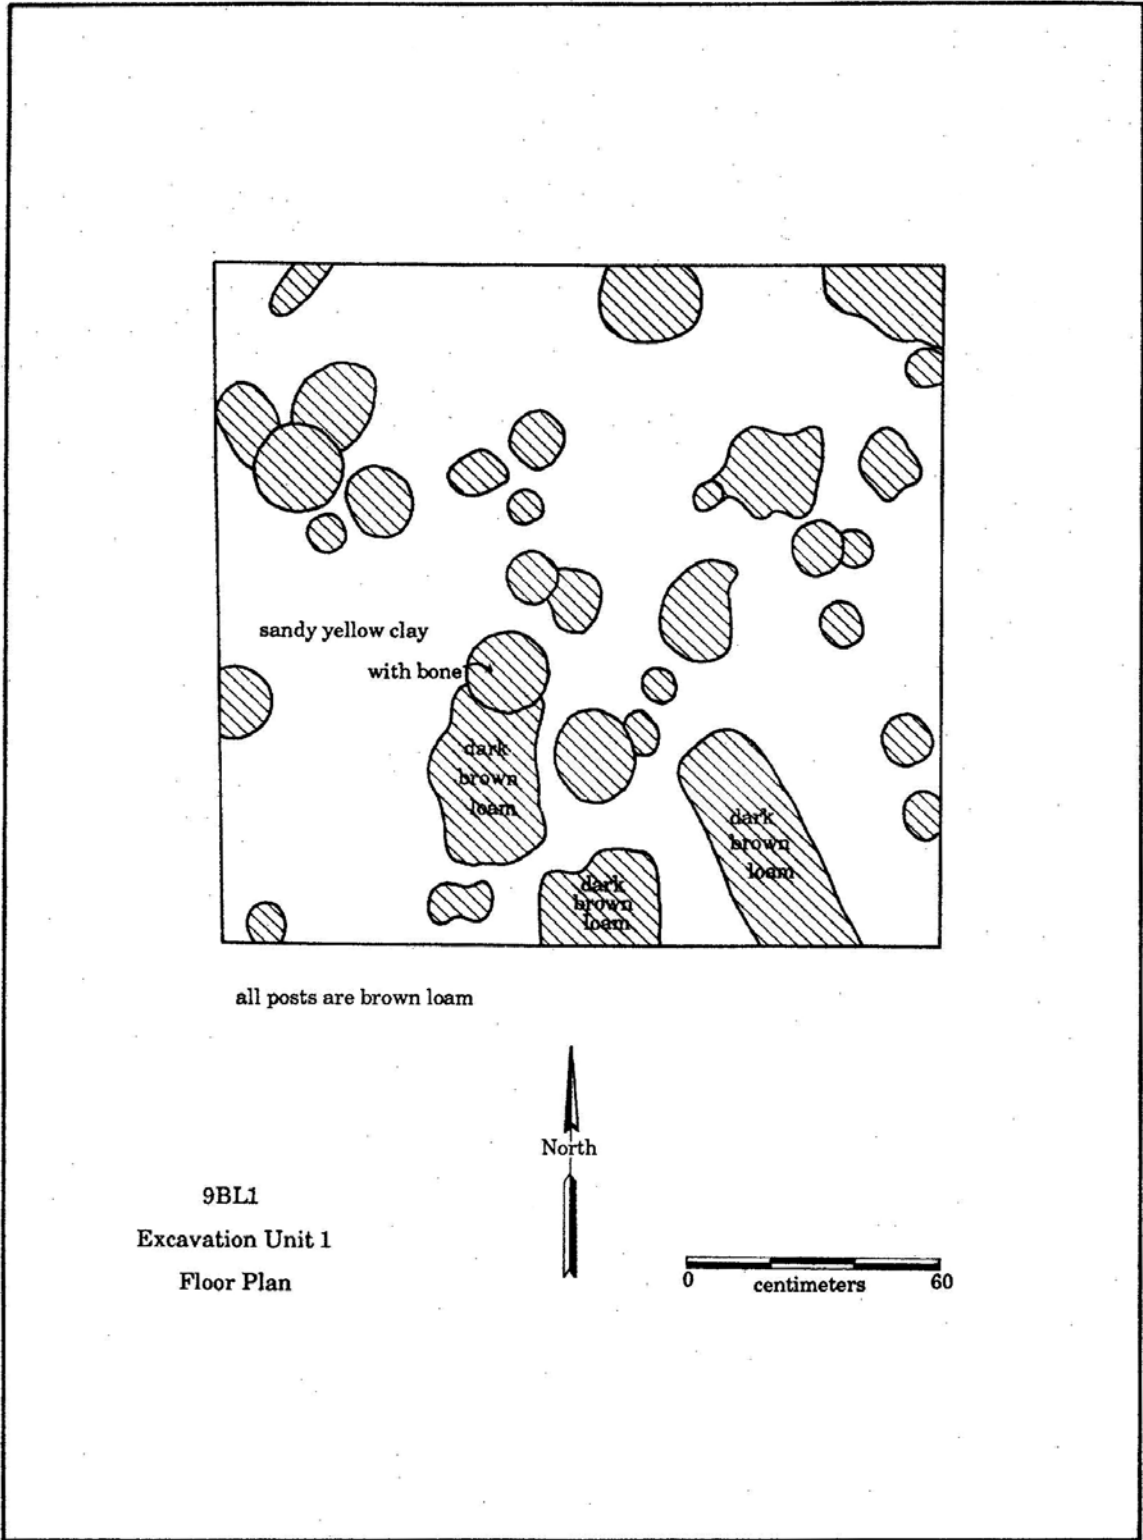 sandy yellow clay
with bone
dark
brown
loam
dark
brown
loam
dark
brown
loam
all posts are brown loam
North
9BL1
Excavation Unit 1
Floor Plan
0 60
centimeters